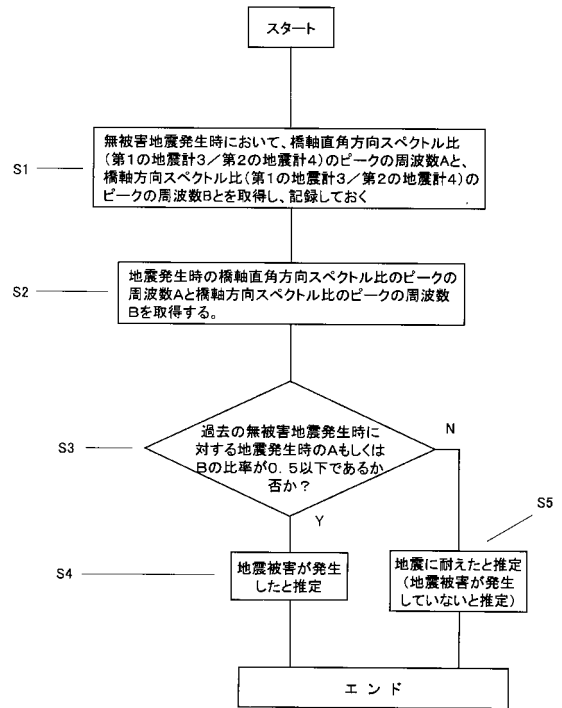 スタート
S1
無被害地震発生時において、橋軸直角方向スペクトル比
(第1の地震計3/第2の地震計4)のピークの周波数Aと、
橋軸方向スペクトル比(第1の地震計3/第2の地震計4)の
ピークの周波数Bとを取得し、記録しておく
S2
地震発生時の橋軸直角方向スペクトル比のピークの
周波数Aと橋軸方向スペクトル比のピークの周波数
Bを取得する。
S3
過去の無被害地震発生時に
対する地震発生時のAもしくは
Bの比率が0.5以下であるか
否か?
N
Y
S5
S4
地震被害が発生
したと推定
地震に耐えたと推定
(地震被害が発生
していないと推定)
エンド